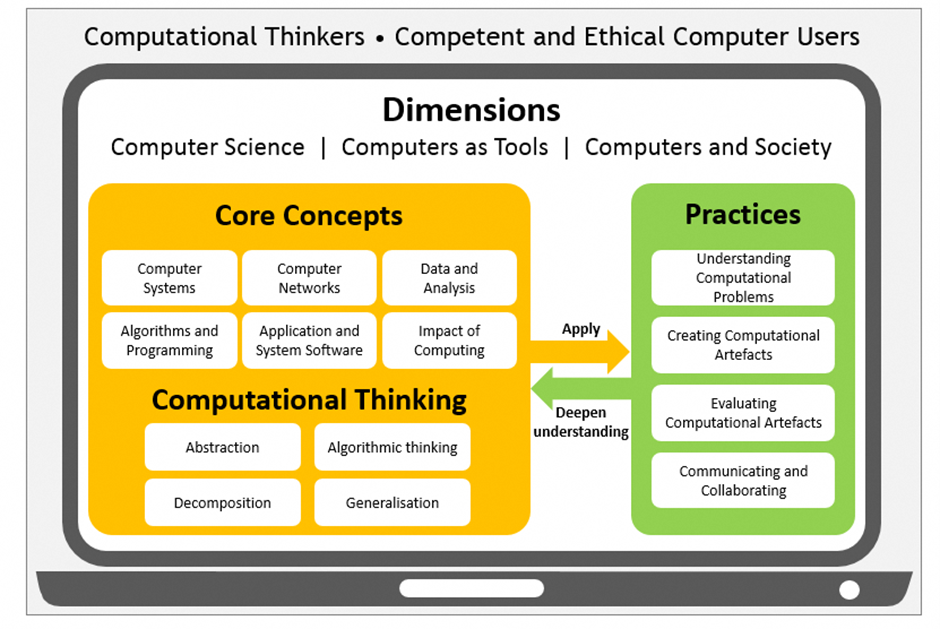 Computational Thinkers • Competent and Ethical Computer Users
Dimensions
Computer Science | Computers as Tools | Computers and Society
Core Concepts
Computer
Systems
Computer
Networks
Data and
Analysis
Algorithms and
Programming
Application and
System Software
Impact of
Computing
Computational Thinking
Abstraction
Algorithmic thinking
Decomposition
Generalisation
Apply
Deepen
understanding
Practices
Understanding
Computational
Problems
Creating Computational
Artefacts
Evaluating
Computational Artefacts
Communicating and
Collaborating